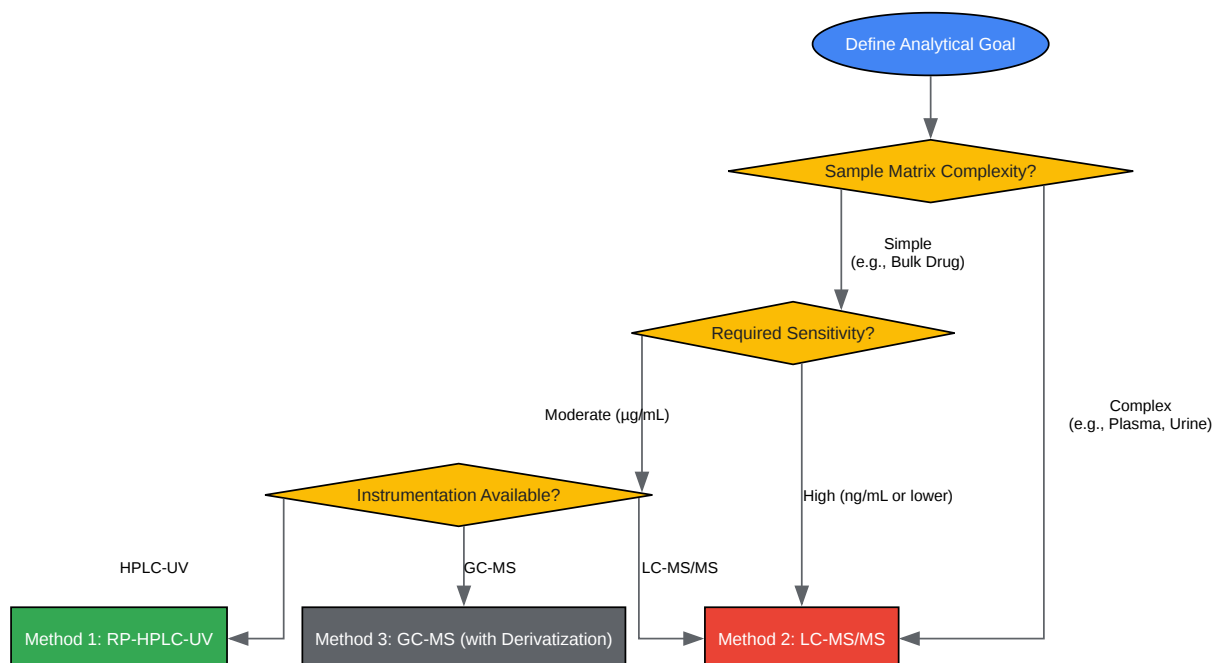 Define Analytical Goal
Sample Matrix Complexity?
Simple
(e.g., Bulk Drug)
Required Sensitivity?
Moderate (µg/mL)
Complex
(e.g., Plasma, Urine)
Instrumentation Available?
High (ng/mL or lower)
HPLC-UV
GC-MS
LC-MS/MS
Method 1: RP-HPLC-UV
Method 3: GC-MS (with Derivatization)
Method 2: LC-MS/MS